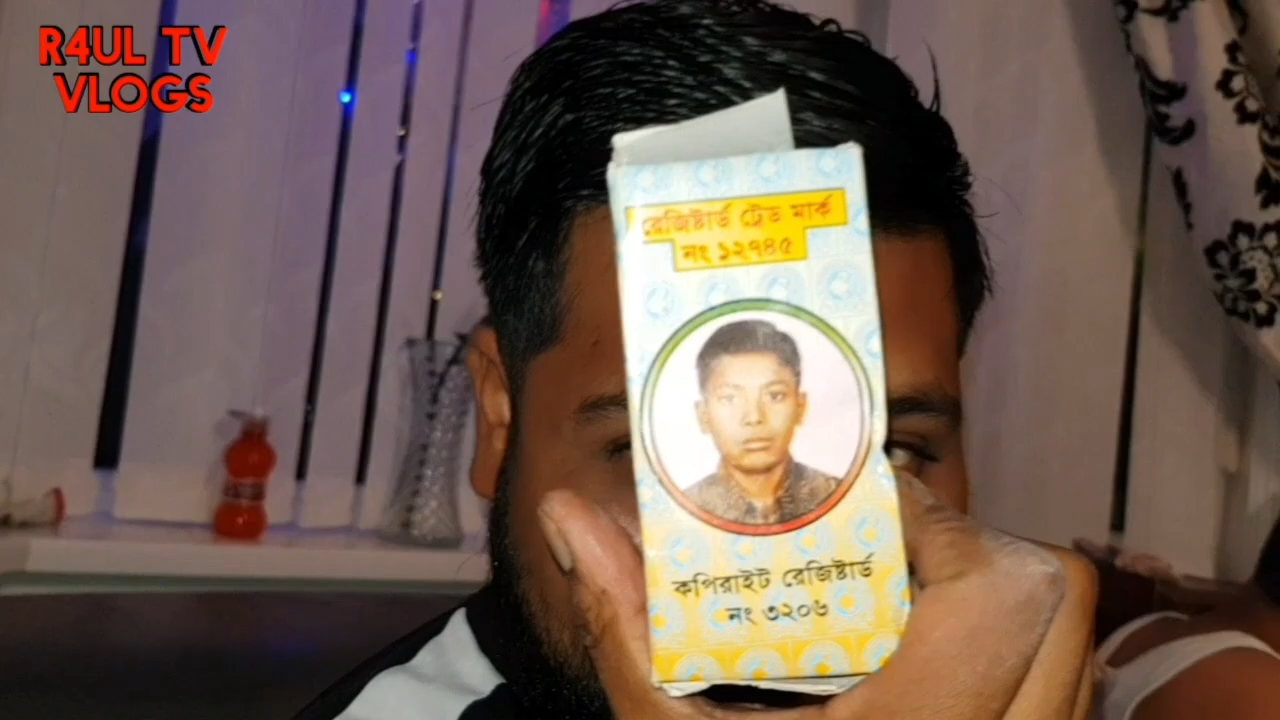 R4UL TV
VLOGS
রেজিষ্টার্ড ট্রেড মার্ক
নং ১২৭৪৫
কপিরাইট রেজিষ্টার্ড
নং ৩২০৬